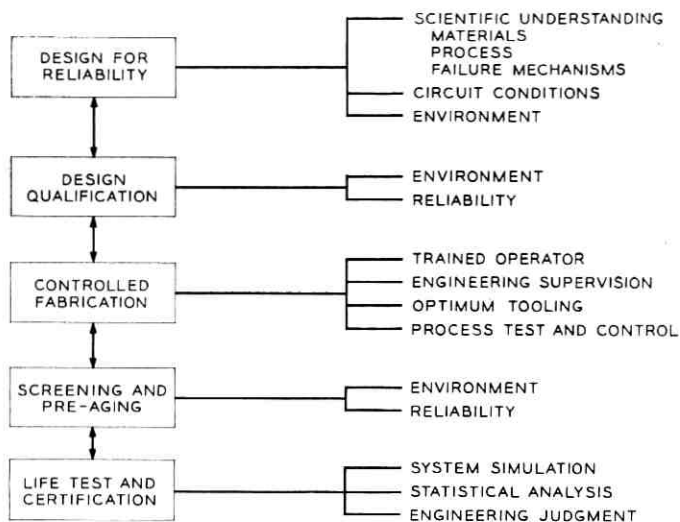 DESIGN FOR
RELIABILITY
SCIENTIFIC UNDERSTANDING
MATERIALS
PROCESS
FAILURE MECHANISMS
CIRCUIT CONDITIONS
ENVIRONMENT
DESIGN
QUALIFICATION
ENVIRONMENT
RELIABILITY
CONTROLLED
FABRICATION
TRAINED OPERATOR
ENGINEERING SUPERVISION
OPTIMUM TOOLING
PROCESS TEST AND CONTROL
SCREENING AND
PRE-AGING
ENVIRONMENT
RELIABILITY
LIFE TEST AND
CERTIFICATION
SYSTEM SIMULATION
STATISTICAL ANALYSIS
ENGINEERING JUDGMENT